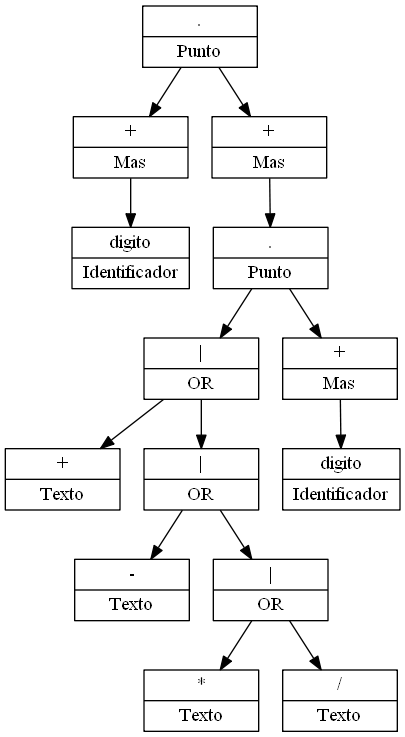 .
Punto
+
Mas
+
Mas
digito
Identificador
.
Punto
|
OR
+
Mas
+
Texto
|
OR
digito
Identificador
-
Texto
|
OR
*
Texto
/
Texto